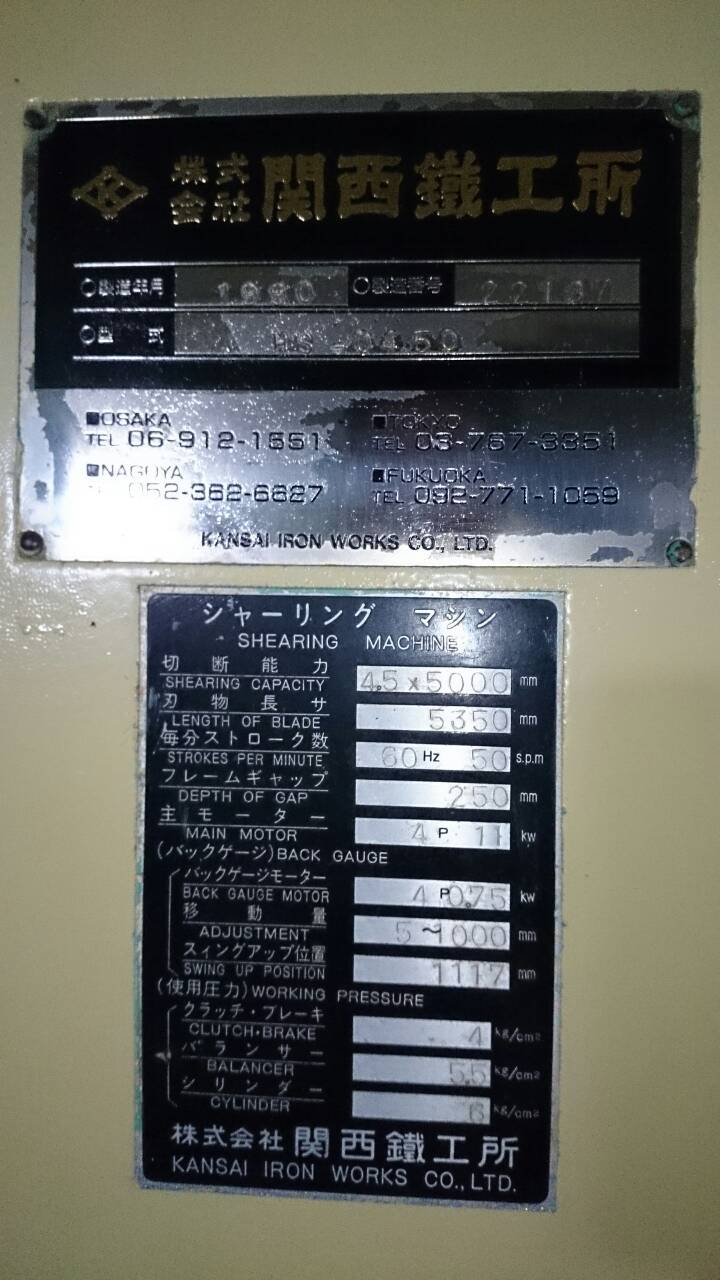 株式会社 関西鐵工所
○製造年月 1990 ○製造番号
○型 式 HS-0450
■OSAKA ■TOKYO
TEL 06-912-1551 TEL 03-767-3351
■NAGOYA ■FUKUOKA
052-362-6627 TEL 092-771-1059
KANSAI IRON WORKS CO., LTD.
シャーリング マシン
SHEARING MACHINE
切断能力
SHEARING CAPACITY 4.5×5000 mm
刃物長サ
LENGTH OF BLADE 5350 mm
毎分ストローク数
STROKES PER MINUTE 60 Hz 50 s.p.m
フレームギャップ
DEPTH OF GAP 250 mm
主モーター
MAIN MOTOR 4 P 11 kw
(バックゲージ) BACK GAUGE
バックゲージモーター
BACK GAUGE MOTOR 4 P 0.75 kw
移動量
ADJUSTMENT 5~1000 mm
スィングアップ位置
SWING UP POSITION 1117 mm
(使用圧力) WORKING PRESSURE
クラッチ・ブレーキ
CLUTCH・BRAKE 4 kg/cm2
バランサー
BALANCER 5.5 kg/cm2
シリンダー
CYLINDER 6 kg/cm2
株式会社 関西鐵工所
KANSAI IRON WORKS CO., LTD.